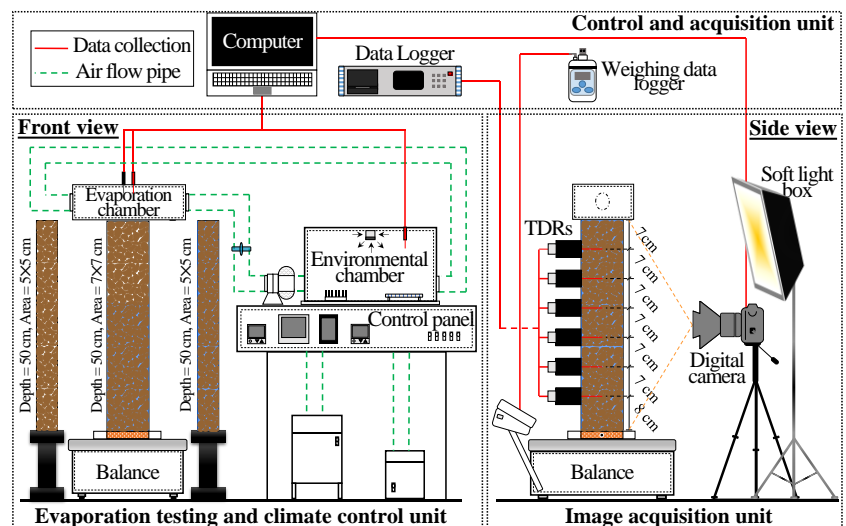 Control and acquisition unit
Data collection
Air flow pipe
Computer
Data Logger
Weighing data
logger
Front view
Evaporation
chamber
Environmental
chamber
Control panel
Depth = 50 cm, Area = 5×5 cm
Depth = 50 cm, Area = 7×7 cm
Depth = 50 cm, Area = 5×5 cm
Balance
Evaporation testing and climate control unit
Side view
Soft light
box
TDRs
7 cm
7 cm
7 cm
7 cm
7 cm
7 cm
8 cm
Digital
camera
Balance
Image acquisition unit